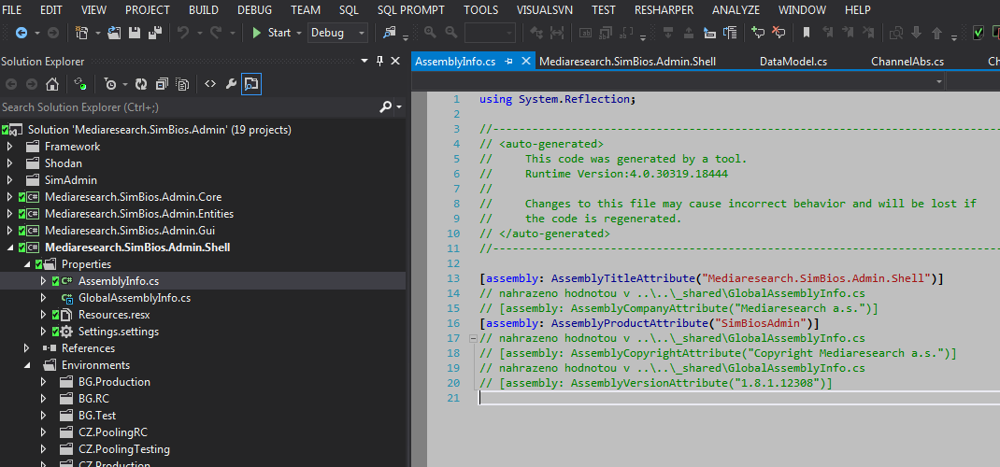 FILE EDIT VIEW PROJECT BUILD DEBUG TEAM SQL SQL PROMPT TOOLS VISUALSVN TEST RESHARPER ANALYZE WINDOW HELP
Start Debug
Solution Explorer
Search Solution Explorer (Ctrl+;)
Solution 'Mediaresearch.SimBios.Admin' (19 projects)
Framework
Shodan
SimAdmin
Mediaresearch.SimBios.Admin.Core
Mediaresearch.SimBios.Admin.Entities
Mediaresearch.SimBios.Admin.Gui
Mediaresearch.SimBios.Admin.Shell
Properties
C# AssemblyInfo.cs
GlobalAssemblyInfo.cs
Resources.resx
Settings.settings
References
Environments
BG.Production
BG.RC
BG.Test
CZ.PoolingRC
CZ.PoolingTesting
CZ.Production
AssemblyInfo.cs Mediaresearch.SimBios.Admin.Shell DataModel.cs ChannelAbs.cs Ch
1 using System.Reflection;
2
3 //------------------------------------------------------------------------------
4 // <auto-generated>
5 //     This code was generated by a tool.
6 //     Runtime Version:4.0.30319.18444
7 //
8 //     Changes to this file may cause incorrect behavior and will be lost if
9 //     the code is regenerated.
10 // </auto-generated>
11 //------------------------------------------------------------------------------
12
13 [assembly: AssemblyTitleAttribute("Mediaresearch.SimBios.Admin.Shell")]
14 // nahrazeno hodnotou v ..\..\_shared\GlobalAssemblyInfo.cs
15 // [assembly: AssemblyCompanyAttribute("Mediaresearch a.s.")]
16 [assembly: AssemblyProductAttribute("SimBiosAdmin")]
17 // nahrazeno hodnotou v ..\..\_shared\GlobalAssemblyInfo.cs
18 // [assembly: AssemblyCopyrightAttribute("Copyright Mediaresearch a.s.")]
19 // nahrazeno hodnotou v ..\..\_shared\GlobalAssemblyInfo.cs
20 // [assembly: AssemblyVersionAttribute("1.8.1.12308")]
21